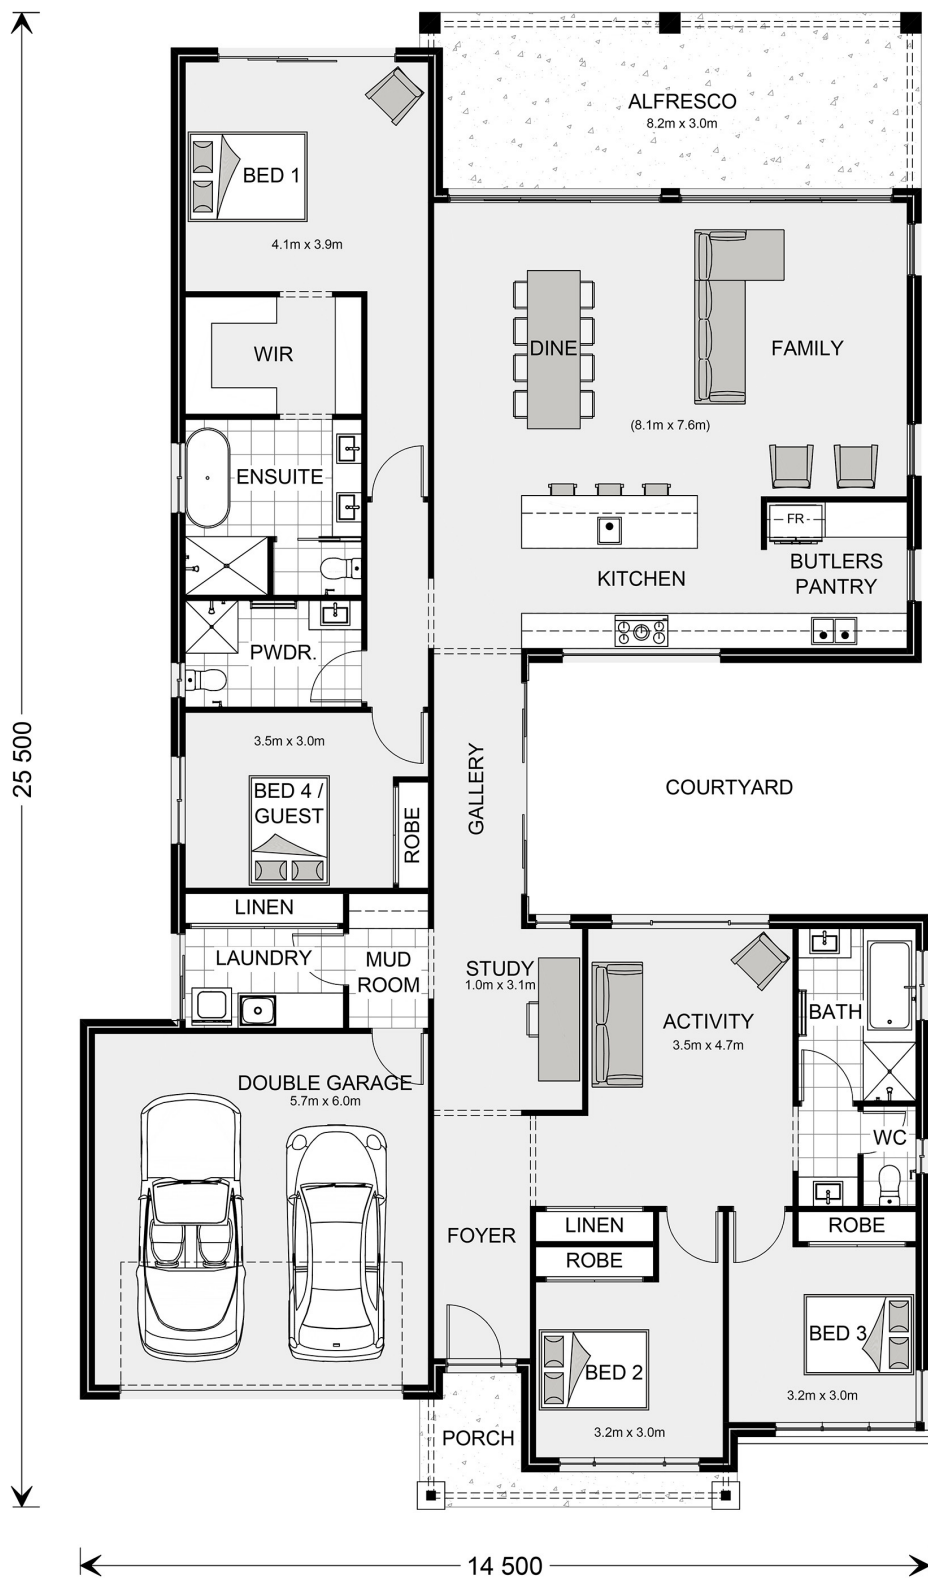 ALFRESCO
8.2m x 3.0m
BED 1
4.1m x 3.9m
WIR
DINE
FAMILY
(8.1m x 7.6m)
ENSUITE
FR
BUTLERS
PANTRY
KITCHEN
PWDR.
3.5m x 3.0m
BED 4 /
GUEST
ROBE
GALLERY
COURTYARD
25 500
LINEN
LAUNDRY
MUD
ROOM
STUDY
1.0m x 3.1m
ACTIVITY
3.5m x 4.7m
BATH
DOUBLE GARAGE
5.7m x 6.0m
WC
FOYER
LINEN
ROBE
ROBE
BED 2
3.2m x 3.0m
BED 3
3.2m x 3.0m
PORCH
14 500